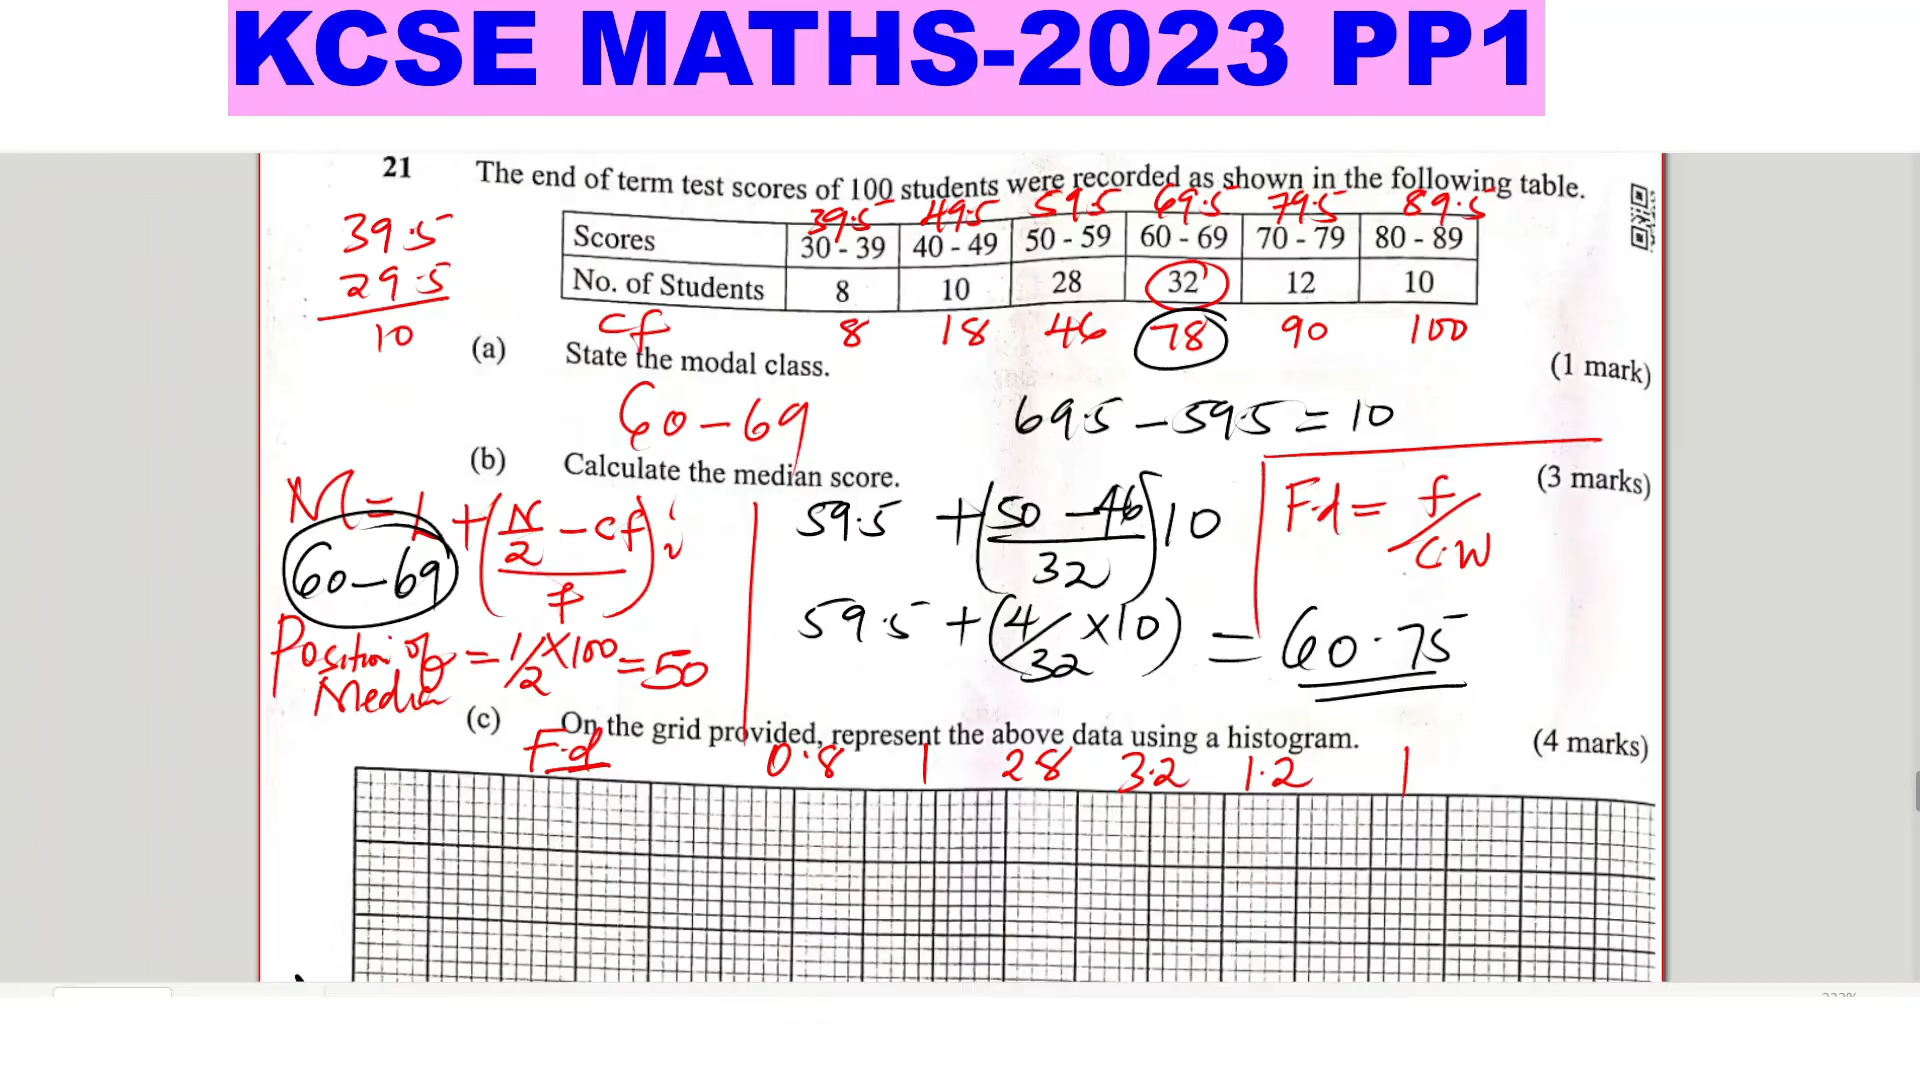 KCSE MATHS-2023 PP1
21 The end of term test scores of 100 students were recorded as shown in the following table.
39.5 49.5 59.5 69.5 79.5 89.5
Scores 30 - 39 40 - 49 50 - 59 60 - 69 70 - 79 80 - 89
No. of Students 8 10 28 32 12 10
cf 8 18 46 78 90 100
39.5
29.5
10
(a) State the modal class. (1 mark)
60 - 69
69.5 - 59.5 = 10
(b) Calculate the median score. (3 marks)
M = L + (N/2 - cf / f) i
60 - 69
Position of = 1/2 X 100 = 50
Media
59.5 + (50 - 46 / 32) 10
59.5 + (4/32 X 10) = 60.75
F.d = f/C.W
(c) On the grid provided, represent the above data using a histogram. (4 marks)
F.d 0.8 1 28 3.2 1.2 1